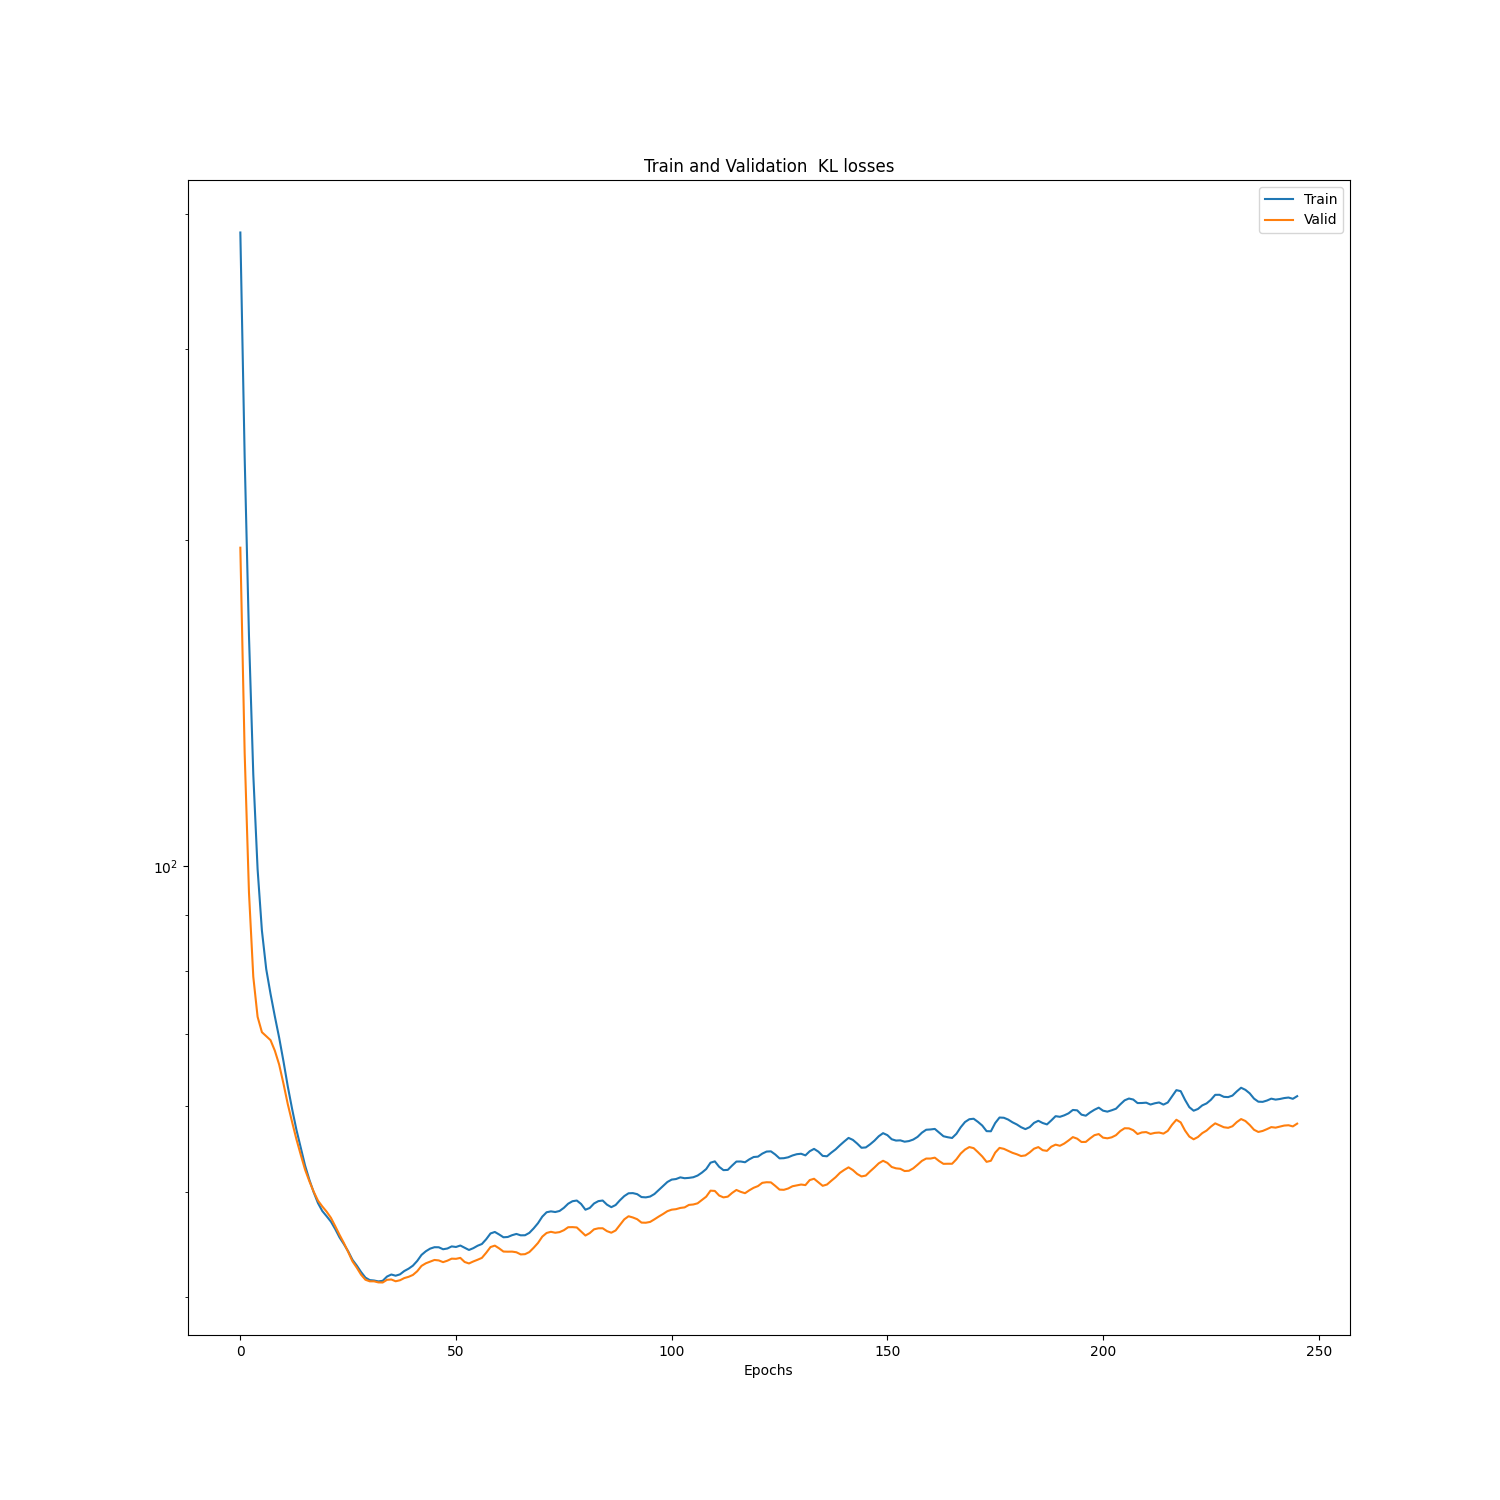 Train and Validation  KL losses
Train
Valid
10²
0 50 100 150 200 250
Epochs